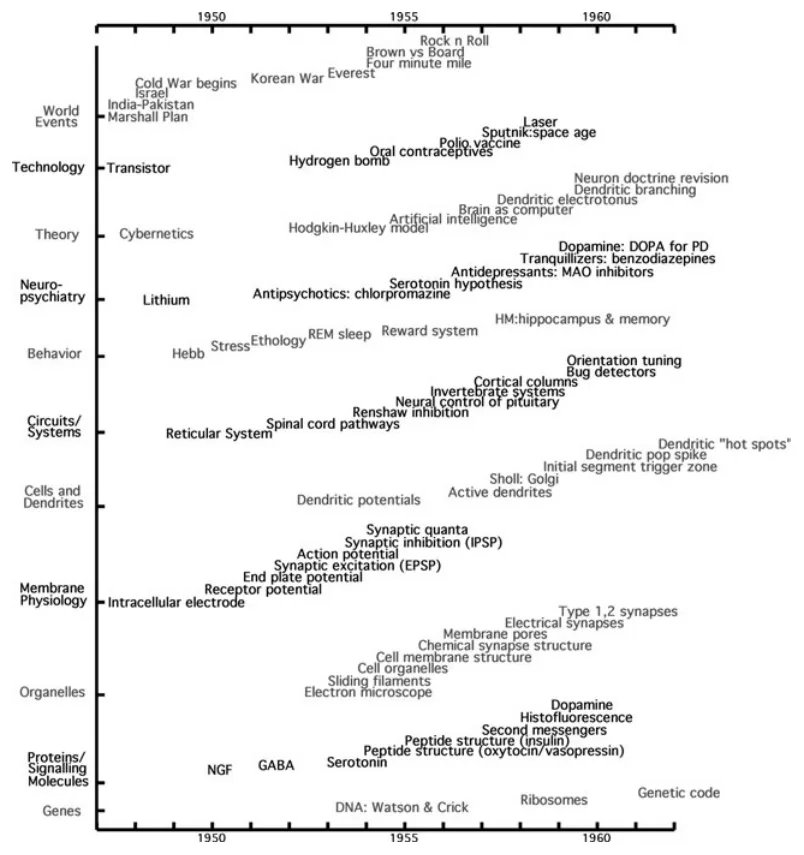 1950 1955 1960
Rock n Roll
Brown vs Board
Four minute mile
Everest
Korean War
Cold War begins
Israel
India-Pakistan
World
Events
Marshall Plan
Laser
Sputnik:space age
Polio vaccine
Oral contraceptives
Hydrogen bomb
Technology
Transistor
Neuron doctrine revision
Dendritic branching
Dendritic electrotonus
Brain as computer
Artificial intelligence
Hodgkin-Huxley model
Theory
Cybernetics
Dopamine: DOPA for PD
Tranquillizers: benzodiazepines
Antidepressants: MAO inhibitors
Serotonin hypothesis
Antipsychotics: chlorpromazine
Neuro-
psychiatry
Lithium
HM:hippocampus & memory
Reward system
REM sleep
Ethology
Stress
Behavior
Hebb
Orientation tuning
Bug detectors
Cortical columns
Invertebrate systems
Neural control of pituitary
Renshaw inhibition
Spinal cord pathways
Circuits/
Systems
Reticular System
Dendritic "hot spots"
Dendritic pop spike
Initial segment trigger zone
Sholl: Golgi
Active dendrites
Cells and
Dendrites
Dendritic potentials
Synaptic quanta
Synaptic inhibition (IPSP)
Action potential
Synaptic excitation (EPSP)
End plate potential
Receptor potential
Membrane
Physiology
Intracellular electrode
Type 1,2 synapses
Electrical synapses
Membrane pores
Chemical synapse structure
Cell membrane structure
Cell organelles
Sliding filaments
Organelles
Electron microscope
Dopamine
Histofluorescence
Second messengers
Peptide structure (insulin)
Peptide structure (oxytocin/vasopressin)
Serotonin
GABA
NGF
Proteins/
Signalling
Molecules
Genetic code
Ribosomes
DNA: Watson & Crick
Genes
1950 1955 1960